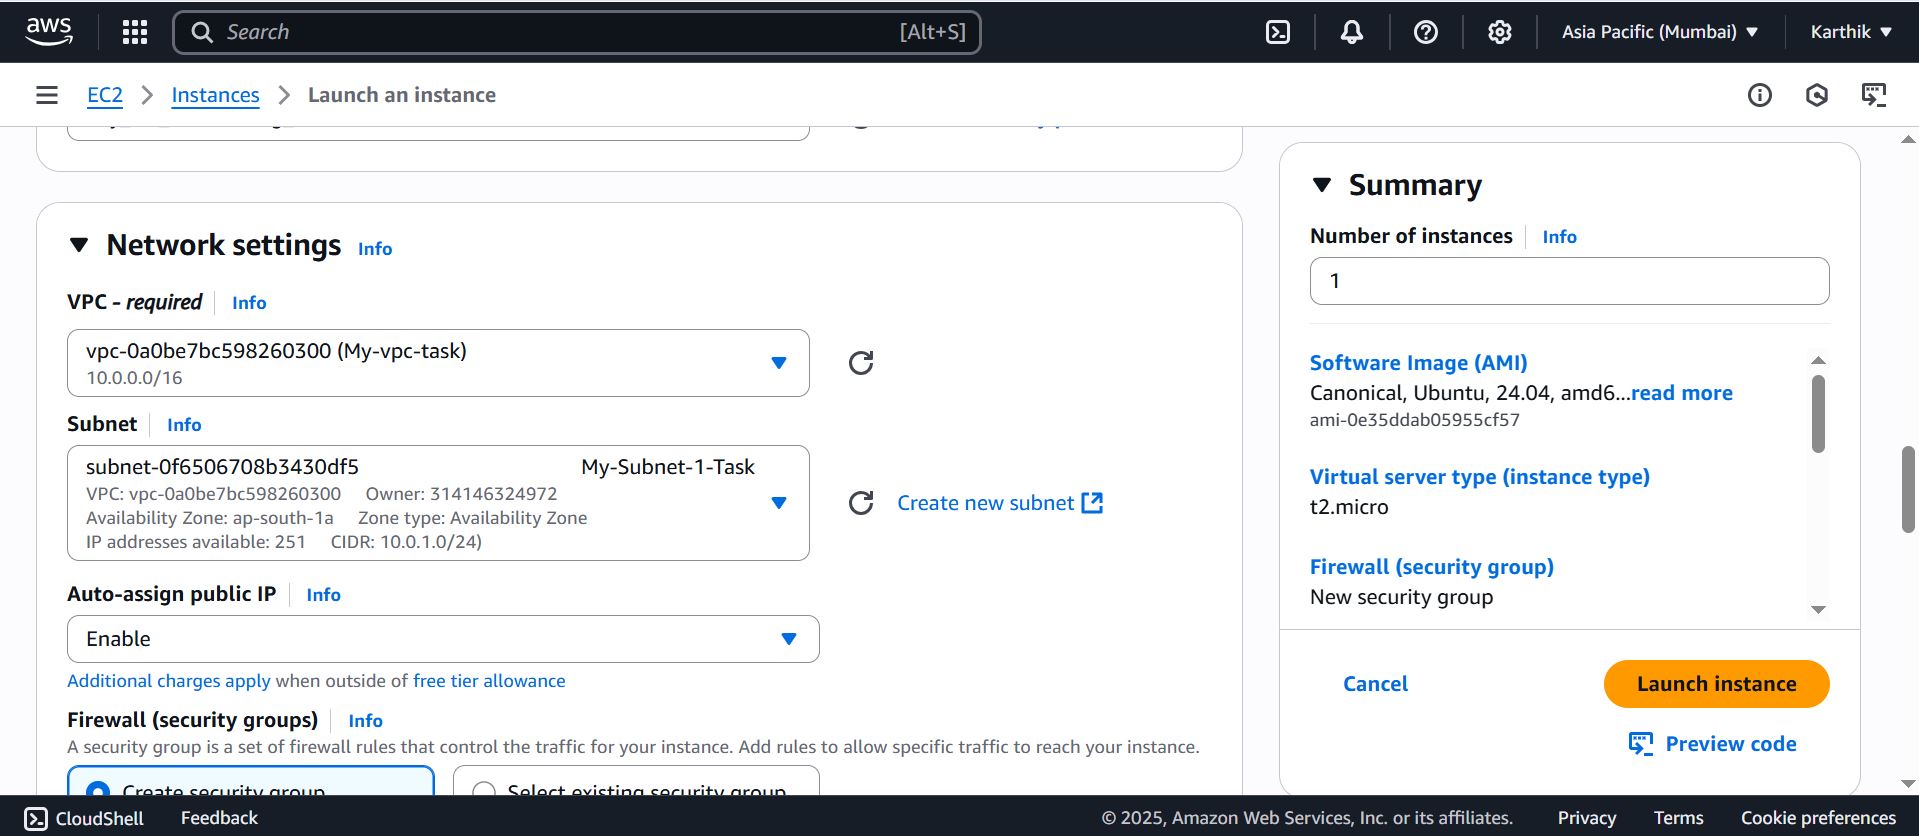 aws
Search [Alt+S]
Asia Pacific (Mumbai)
Karthik
EC2 Instances Launch an instance
Network settings Info
VPC - required Info
vpc-0a0be7bc598260300 (My-vpc-task)
10.0.0.0/16
Subnet Info
subnet-0f6506708b3430df5 My-Subnet-1-Task
VPC: vpc-0a0be7bc598260300 Owner: 314146324972
Availability Zone: ap-south-1a Zone type: Availability Zone
IP addresses available: 251 CIDR: 10.0.1.0/24)
Create new subnet
Auto-assign public IP Info
Enable
Additional charges apply when outside of free tier allowance
Firewall (security groups) Info
A security group is a set of firewall rules that control the traffic for your instance. Add rules to allow specific traffic to reach your instance.
Create security group Select existing security group
Summary
Number of instances Info
1
Software Image (AMI)
Canonical, Ubuntu, 24.04, amd6...read more
ami-0e35ddab05955cf57
Virtual server type (instance type)
t2.micro
Firewall (security group)
New security group
Cancel Launch instance
Preview code
CloudShell Feedback © 2025, Amazon Web Services, Inc. or its affiliates. Privacy Terms Cookie preferences